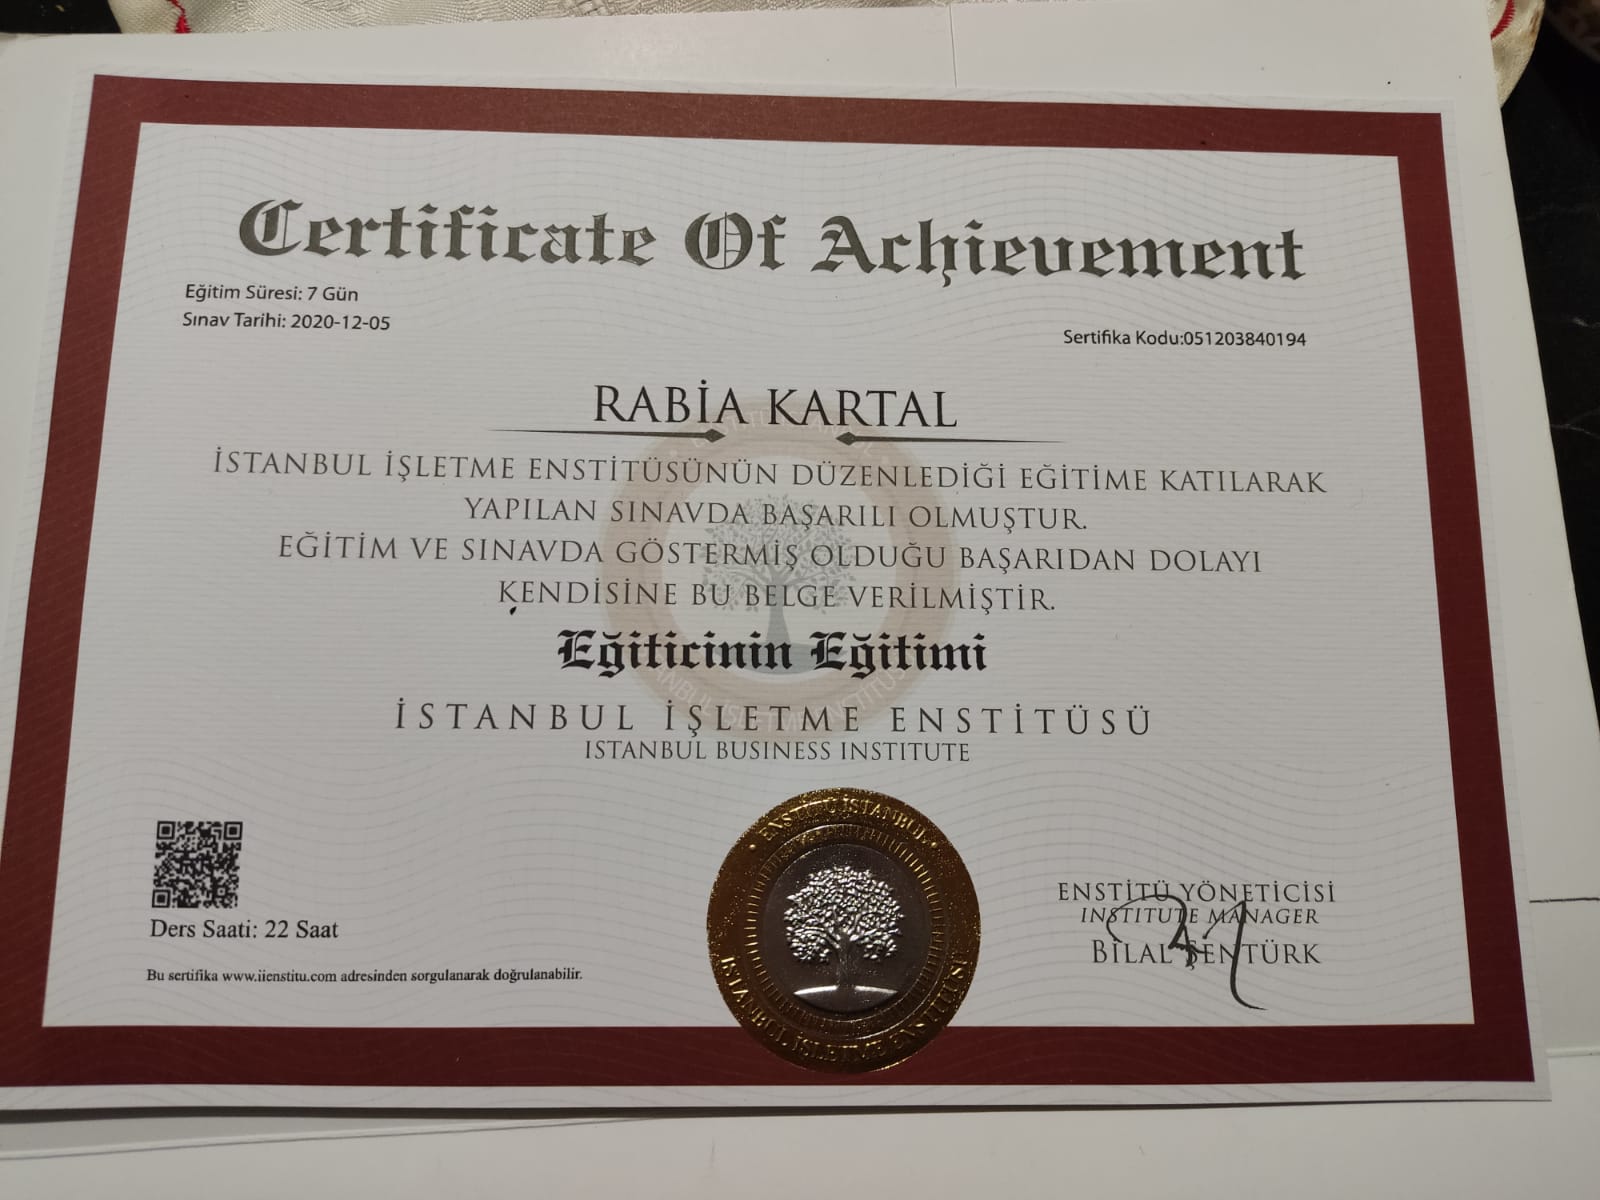 Certificate Of Achievement
Eğitim Süresi: 7 Gün
Sınav Tarihi: 2020-12-05
Sertifika Kodu:051203840194
RABİA KARTAL
İSTANBUL İŞLETME ENSTİTÜSÜNÜN DÜZENLEDİĞİ EĞİTİME KATILARAK
YAPILAN SINAVDA BAŞARILI OLMUŞTUR.
EĞİTİM VE SINAVDA GÖSTERMİŞ OLDUĞU BAŞARIDAN DOLAYI
KENDİSİNE BU BELGE VERİLMİŞTİR.
Eğiticinin Eğitimi
İSTANBUL İŞLETME ENSTİTÜSÜ
ISTANBUL BUSINESS INSTITUTE
ENSTİTÜ İSTANBUL
İSTANBUL İŞLETME ENSTİTÜSÜ
ENSTİTÜ YÖNETİCİSİ
INSTITUTE MANAGER
BİLAL ŞENTÜRK
Ders Saati: 22 Saat
Bu sertifika www.iienstitu.com adresinden sorgulanarak doğrulanabilir.